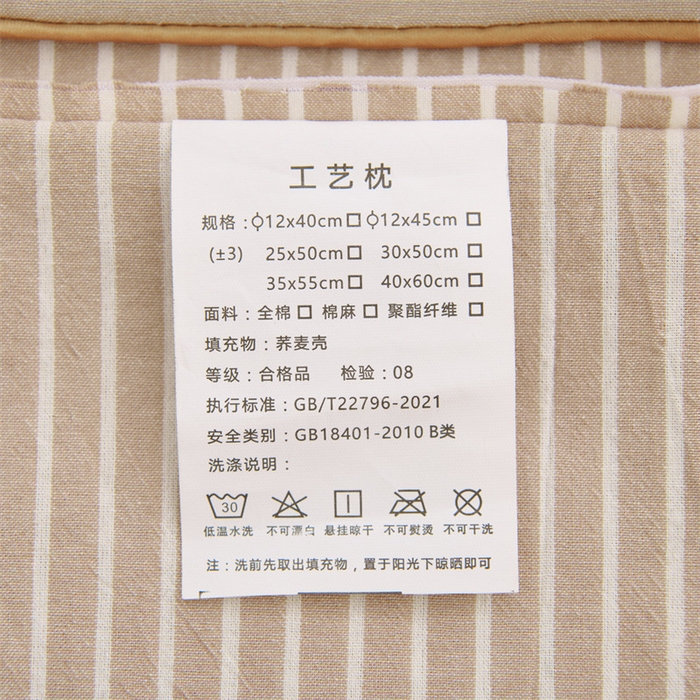 工艺枕
规格：ϕ12x40cm☐ ϕ12x45cm ☐
(±3) 25x50cm☐ 30x50cm ☐
35x55cm☐ 40x60cm ☐
面料：全棉☐ 棉麻☐ 聚酯纤维☐
填充物：荞麦壳
等级：合格品 检验：08
执行标准：GB/T22796-2021
安全类别：GB18401-2010 B类
洗涤说明：
30
低温水洗 不可漂白 悬挂晾干 不可熨烫 不可干洗
注：洗前先取出填充物，置于阳光下晾晒即可